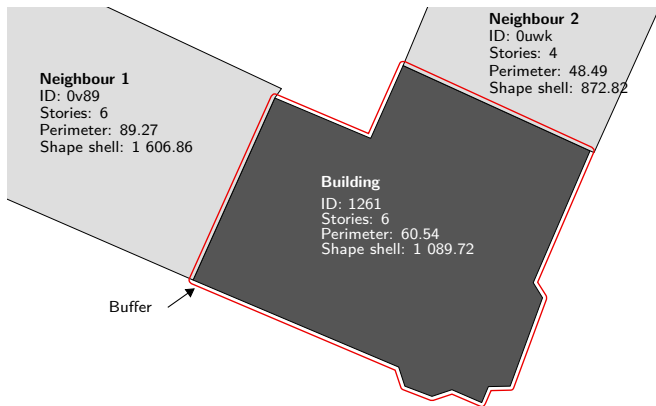 Neighbour 1
ID: 0v89
Stories: 6
Perimeter: 89.27
Shape shell: 1 606.86
Neighbour 2
ID: 0uwk
Stories: 4
Perimeter: 48.49
Shape shell: 872.82
Building
ID: 1261
Stories: 6
Perimeter: 60.54
Shape shell: 1 089.72
Buffer